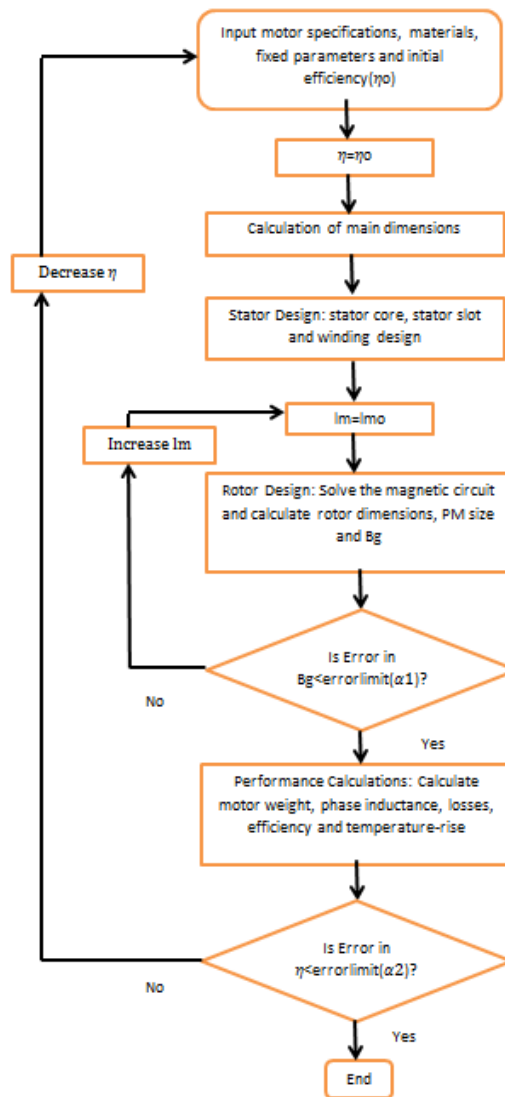 Input motor specifications, materials,
fixed parameters and initial
efficiency(ηo)
η=ηo
Calculation of main dimensions
Decrease η
Stator Design: stator core, stator slot
and winding design
lm=lmo
Increase lm
Rotor Design: Solve the magnetic circuit
and calculate rotor dimensions, PM size
and Bg
Is Error in
Bg<errorlimit(α1)?
No
Yes
Performance Calculations: Calculate
motor weight, phase inductance, losses,
efficiency and temperature-rise
Is Error in
η<errorlimit(α2)?
No
Yes
End